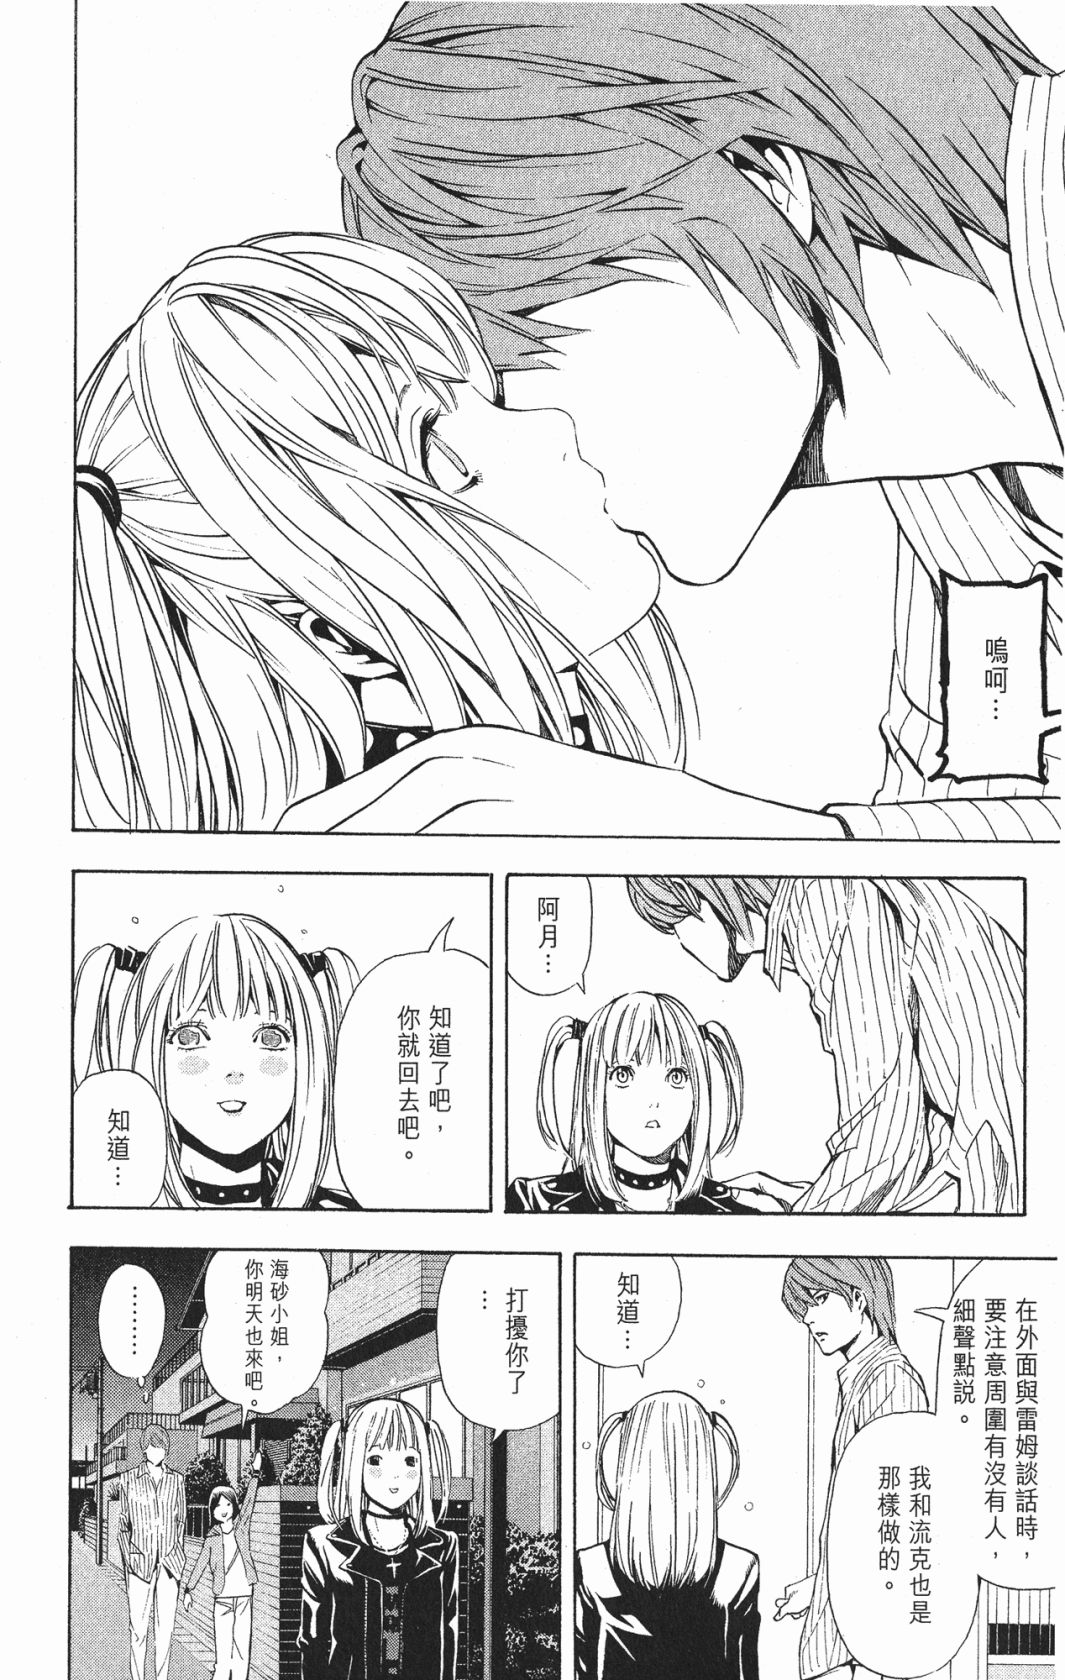 嗚呵…
阿月…
知道了吧，
你就回去吧。
知道…
在外面與雷姆談話時，
要注意周圍有沒有人，
細聲點說。
我和流克也是
那樣做的。
知道…
打擾你了
…
海砂小姐，
你明天也來吧。
………